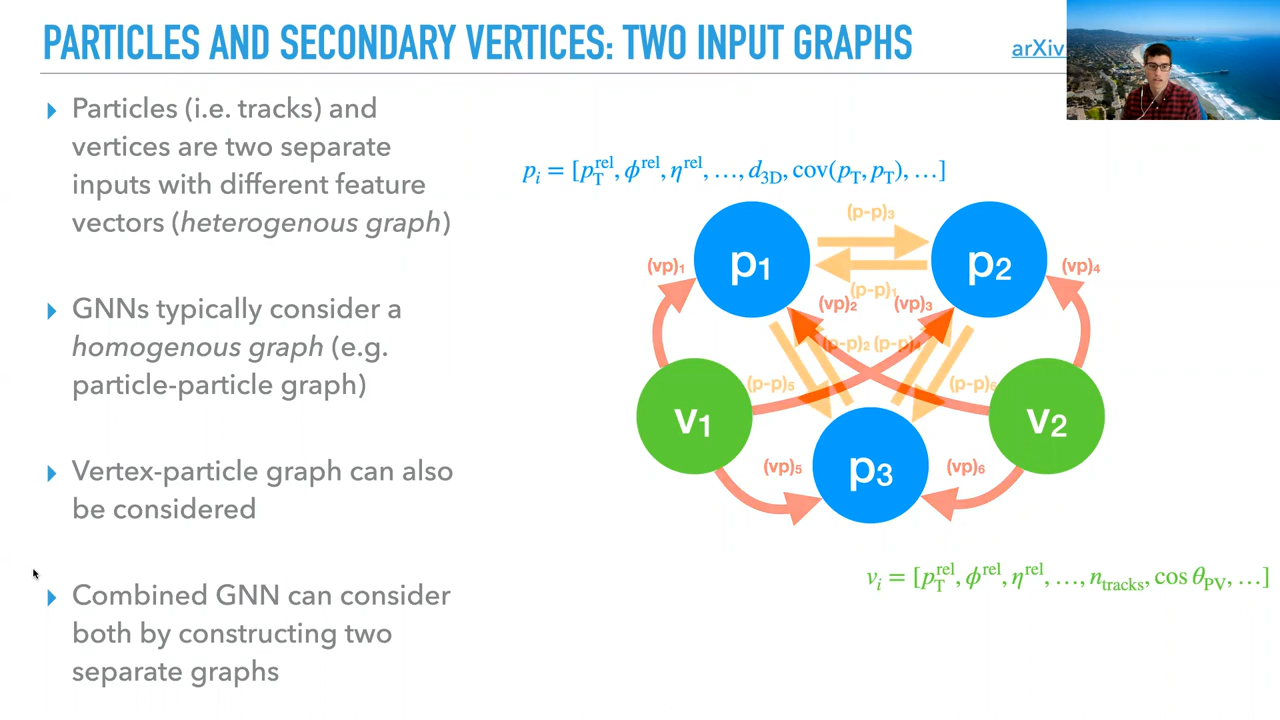 PARTICLES AND SECONDARY VERTICES: TWO INPUT GRAPHS
arXiv
▸ Particles (i.e. tracks) and
vertices are two separate
inputs with different feature
vectors (heterogenous graph)
▸ GNNs typically consider a
homogenous graph (e.g.
particle-particle graph)
▸ Vertex-particle graph can also
be considered
▸ Combined GNN can consider
both by constructing two
separate graphs
p_i = [p_T^rel, ϕ^rel, η^rel, …, d_3D, cov(p_T, p_T), …]
(p-p)₃
(vp)₁
p₁
p₂
(vp)₄
(p-p)₁
(vp)₂
(vp)₃
(p-p)₂
(p-p)₄
(p-p)₅
(p-p)₆
v₁
v₂
(vp)₅
p₃
(vp)₆
v_i = [p_T^rel, ϕ^rel, η^rel, …, n_tracks, cos θ_PV, …]